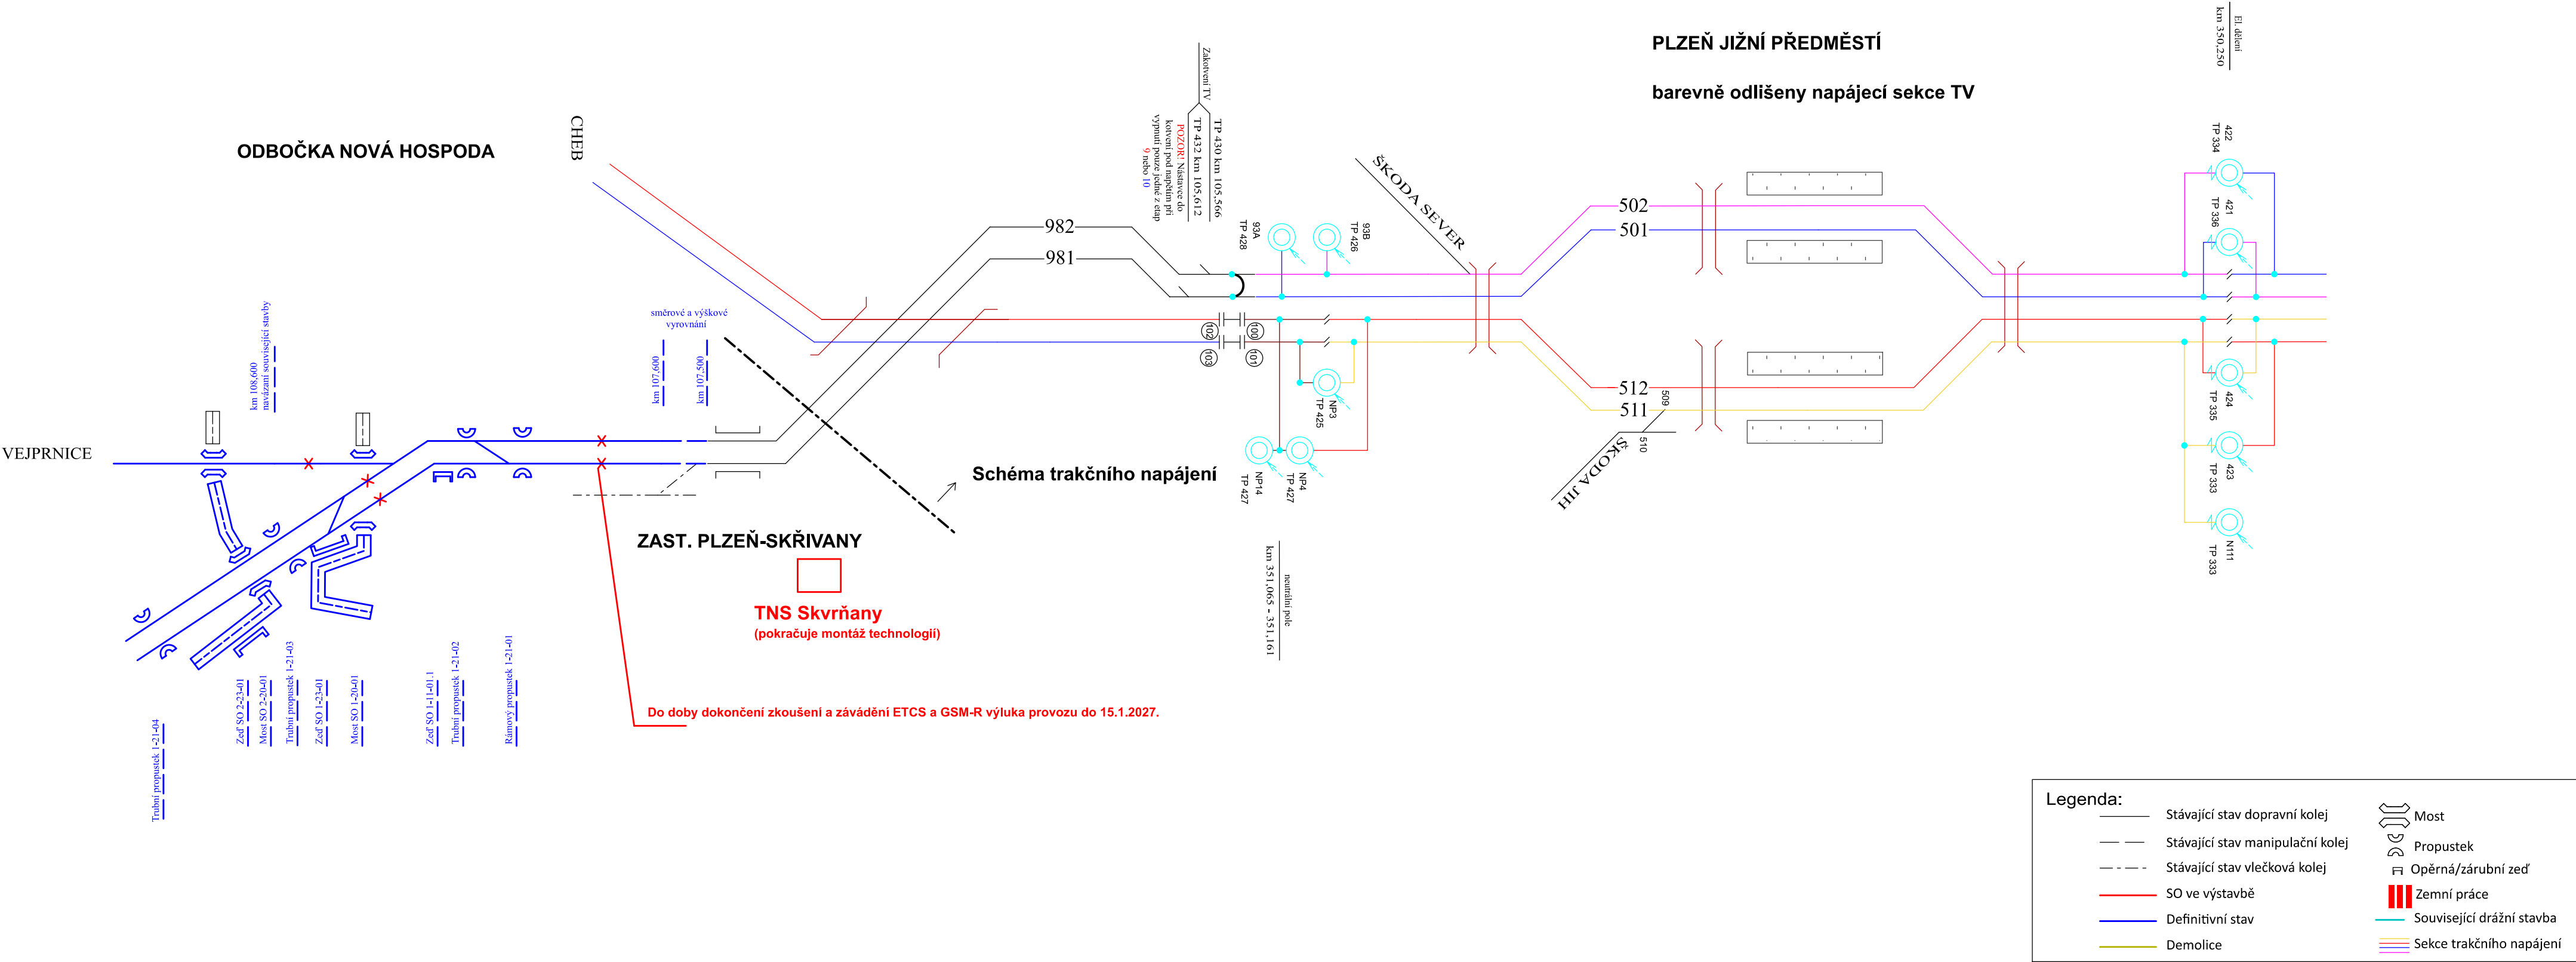 PLZEŇ JIŽNÍ PŘEDMĚSTÍ
barevně odlišeny napájecí sekce TV
El. dělení
km 350,250
ODBOČKA NOVÁ HOSPODA
CHEB
Zakotvení TV
TP 430 km 105,566
TP 432 km 105,612
POZOR! Nástavce do
kotvení pod napětím při
vypnutí pouze jedné z etap
9 nebo 10
982
981
93A
TP 428
93B
TP 426
ŠKODA SEVER
502
501
422
TP 334
421
TP 336
102
100
103
101
NP3
TP 425
NP14
TP 427
NP4
TP 427
512
511
509
510
ŠKODA JIH
424
TP 335
423
TP 333
N111
TP 333
km 108,600
navázaní související stavby
směrové a výškové
vyrovnání
km 107,600
km 107,500
VEJPRNICE
Schéma trakčního napájení
ZAST. PLZEŇ-SKŘIVANY
TNS Skvrňany
(pokračuje montáž technologií)
neutrální pole
km 351,065 - 351,161
Trubní propustek 1-21-04
Zeď SO 2-23-01
Most SO 2-20-01
Trubní propustek 1-21-03
Zeď SO 1-23-01
Most SO 1-20-01
Zeď SO 1-11-01.1
Trubní propustek 1-21-02
Rámový propustek 1-21-01
Do doby dokončení zkoušeni a závádění ETCS a GSM-R výluka provozu do 15.1.2027.
Legenda:
Stávající stav dopravní kolej
Stávající stav manipulační kolej
Stávající stav vlečková kolej
SO ve výstavbě
Definitivní stav
Demolice
Most
Propustek
Opěrná/zárubní zeď
Zemní práce
Související drážní stavba
Sekce trakčního napájení